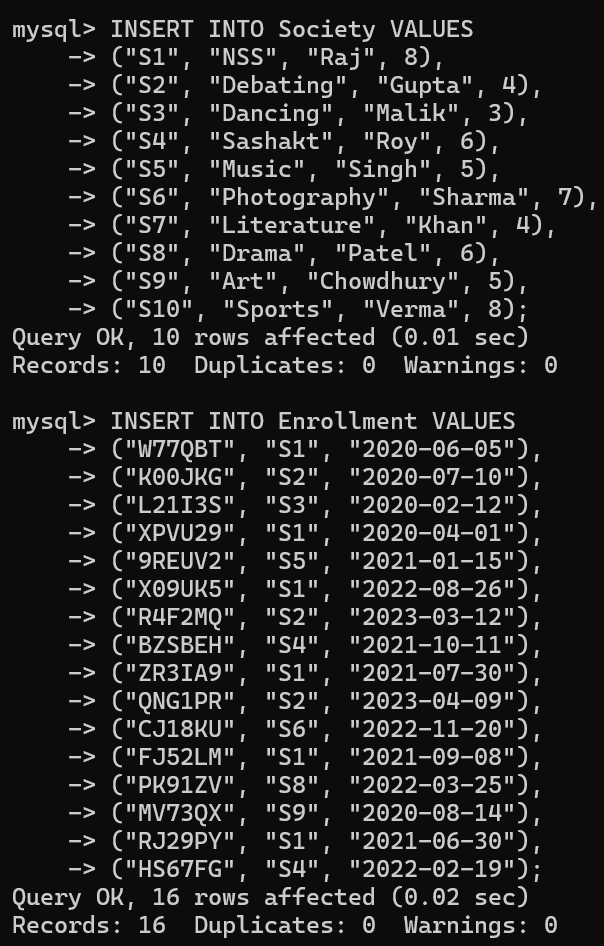 mysql> INSERT INTO Society VALUES
    -> ("S1", "NSS", "Raj", 8),
    -> ("S2", "Debating", "Gupta", 4),
    -> ("S3", "Dancing", "Malik", 3),
    -> ("S4", "Sashakt", "Roy", 6),
    -> ("S5", "Music", "Singh", 5),
    -> ("S6", "Photography", "Sharma", 7),
    -> ("S7", "Literature", "Khan", 4),
    -> ("S8", "Drama", "Patel", 6),
    -> ("S9", "Art", "Chowdhury", 5),
    -> ("S10", "Sports", "Verma", 8);
Query OK, 10 rows affected (0.01 sec)
Records: 10  Duplicates: 0  Warnings: 0

mysql> INSERT INTO Enrollment VALUES
    -> ("W77QBT", "S1", "2020-06-05"),
    -> ("K00JKG", "S2", "2020-07-10"),
    -> ("L21I3S", "S3", "2020-02-12"),
    -> ("XPVU29", "S1", "2020-04-01"),
    -> ("9REUV2", "S5", "2021-01-15"),
    -> ("X09UK5", "S1", "2022-08-26"),
    -> ("R4F2MQ", "S2", "2023-03-12"),
    -> ("BZSBEH", "S4", "2021-10-11"),
    -> ("ZR3IA9", "S1", "2021-07-30"),
    -> ("QNG1PR", "S2", "2023-04-09"),
    -> ("CJ18KU", "S6", "2022-11-20"),
    -> ("FJ52LM", "S1", "2021-09-08"),
    -> ("PK91ZV", "S8", "2022-03-25"),
    -> ("MV73QX", "S9", "2020-08-14"),
    -> ("RJ29PY", "S1", "2021-06-30"),
    -> ("HS67FG", "S4", "2022-02-19");
Query OK, 16 rows affected (0.02 sec)
Records: 16  Duplicates: 0  Warnings: 0